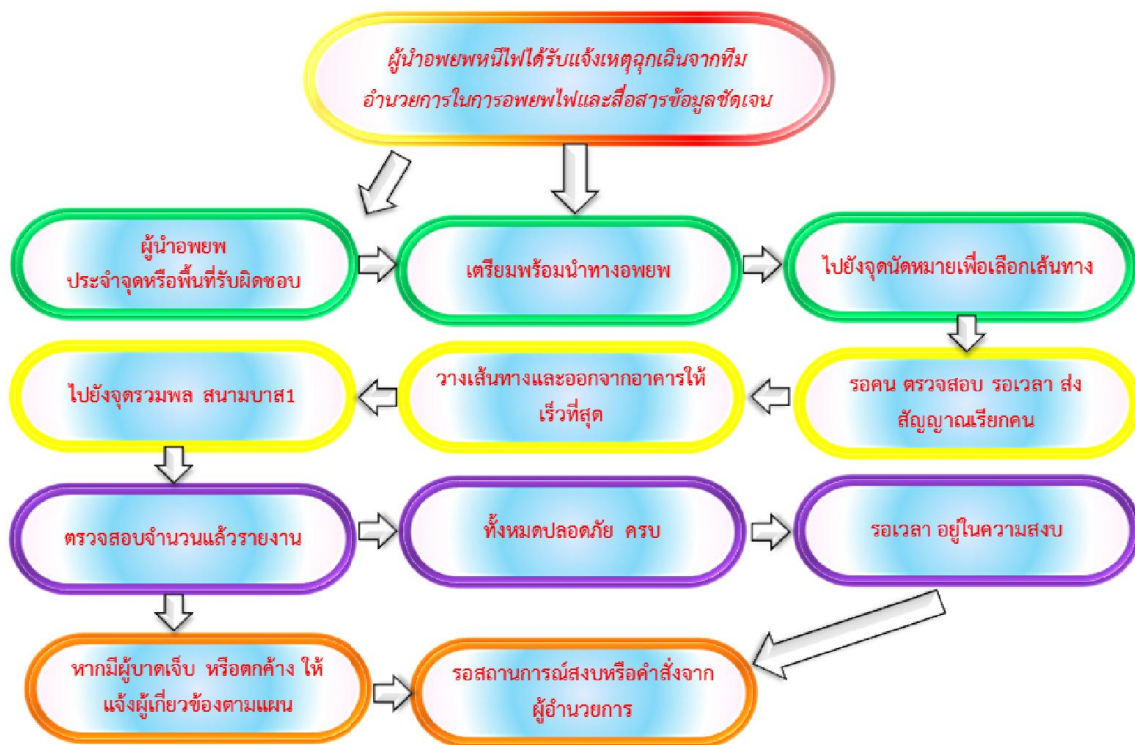 ผู้นำอพยพหนีไฟได้รับแจ้งเหตุฉุกเฉินจากทีม
อำนวยการในการอพยพไฟและสื่อสารข้อมูลชัดเจน
ผู้นำอพยพ
ประจำจุดหรือพื้นที่รับผิดชอบ
เตรียมพร้อมนำทางอพยพ
ไปยังจุดนัดหมายเพื่อเลือกเส้นทาง
รอคน ตรวจสอบ รอเวลา ส่ง
สัญญาณเรียกคน
วางเส้นทางและออกจากอาคารให้
เร็วที่สุด
ไปยังจุดรวมพล สนามบาส1
ตรวจสอบจำนวนแล้วรายงาน
ทั้งหมดปลอดภัย ครบ
รอเวลา อยู่ในความสงบ
หากมีผู้บาดเจ็บ หรือตกค้าง ให้
แจ้งผู้เกี่ยวข้องตามแผน
รอสถานการณ์สงบหรือคำสั่งจาก
ผู้อำนวยการ